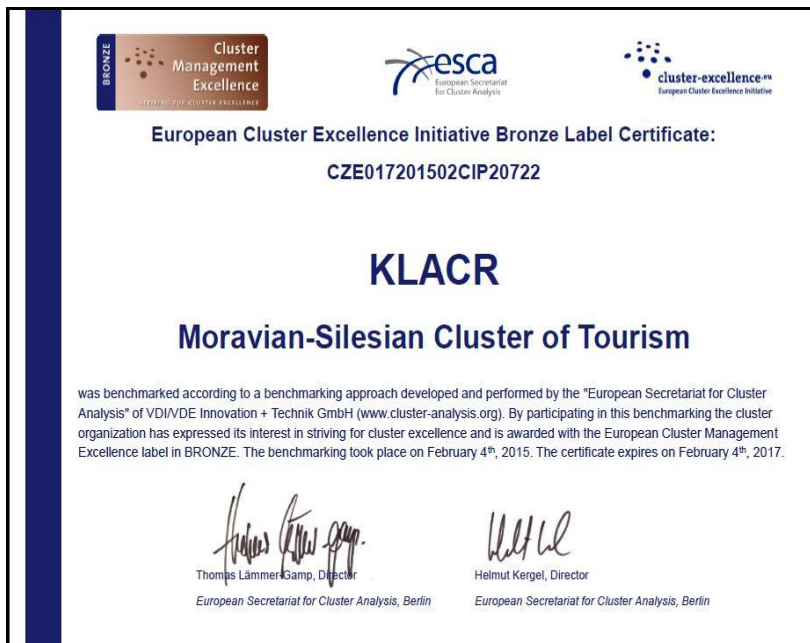 BRONZE
Cluster
Management
Excellence
STRIVING FOR CLUSTER EXCELLENCE
esca
European Secretariat
for Cluster Analysis
cluster-excellence.eu
European Cluster Excellence Initiative
European Cluster Excellence Initiative Bronze Label Certificate:
CZE017201502CIP20722
KLACR
Moravian-Silesian Cluster of Tourism
was benchmarked according to a benchmarking approach developed and performed by the "European Secretariat for Cluster
Analysis" of VDI/VDE Innovation + Technik GmbH (www.cluster-analysis.org). By participating in this benchmarking the cluster
organization has expressed its interest in striving for cluster excellence and is awarded with the European Cluster Management
Excellence label in BRONZE. The benchmarking took place on February 4th, 2015. The certificate expires on February 4th, 2017.
Thomas Lämmer-Gamp, Director
European Secretariat for Cluster Analysis, Berlin
Helmut Kergel, Director
European Secretariat for Cluster Analysis, Berlin